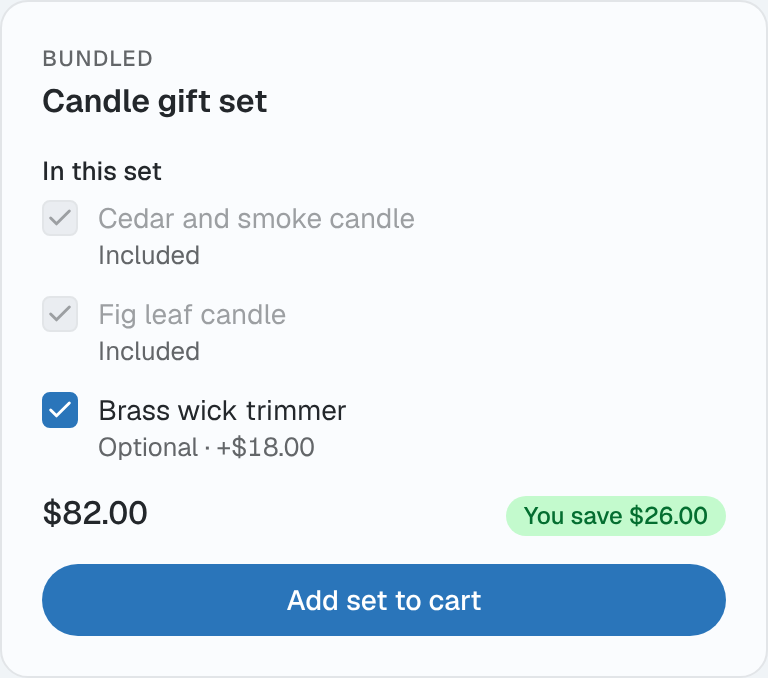 BUNDLED
Candle gift set
In this set
Cedar and smoke candle
Included
Fig leaf candle
Included
Brass wick trimmer
Optional · +$18.00
$82.00
You save $26.00
Add set to cart